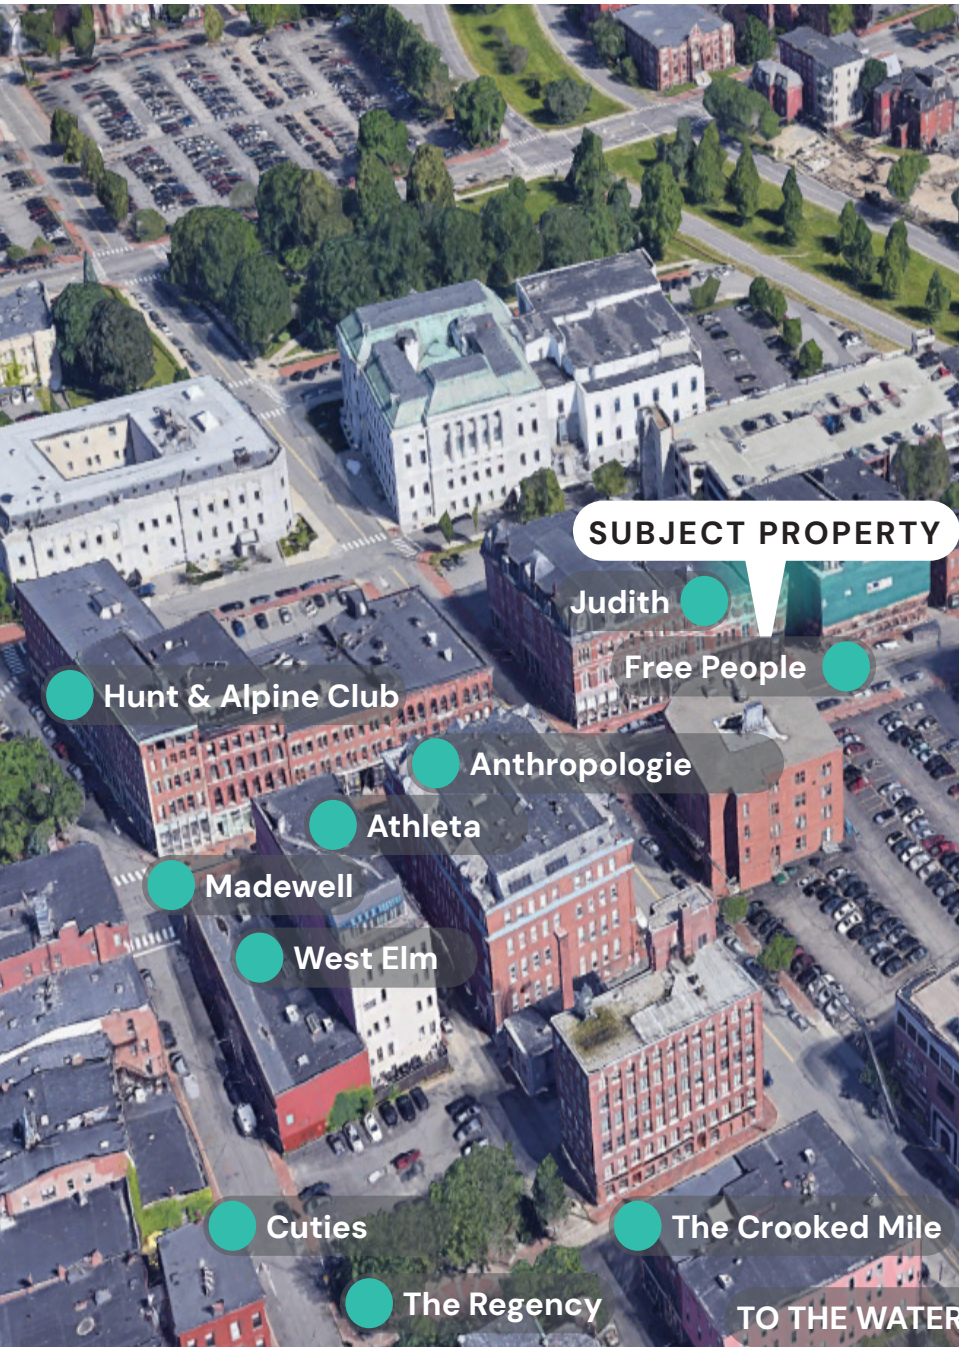 SUBJECT PROPERTY
Judith
Free People
Hunt & Alpine Club
Anthropologie
Athleta
Madewell
West Elm
Cuties
The Crooked Mile
The Regency
TO THE WATER